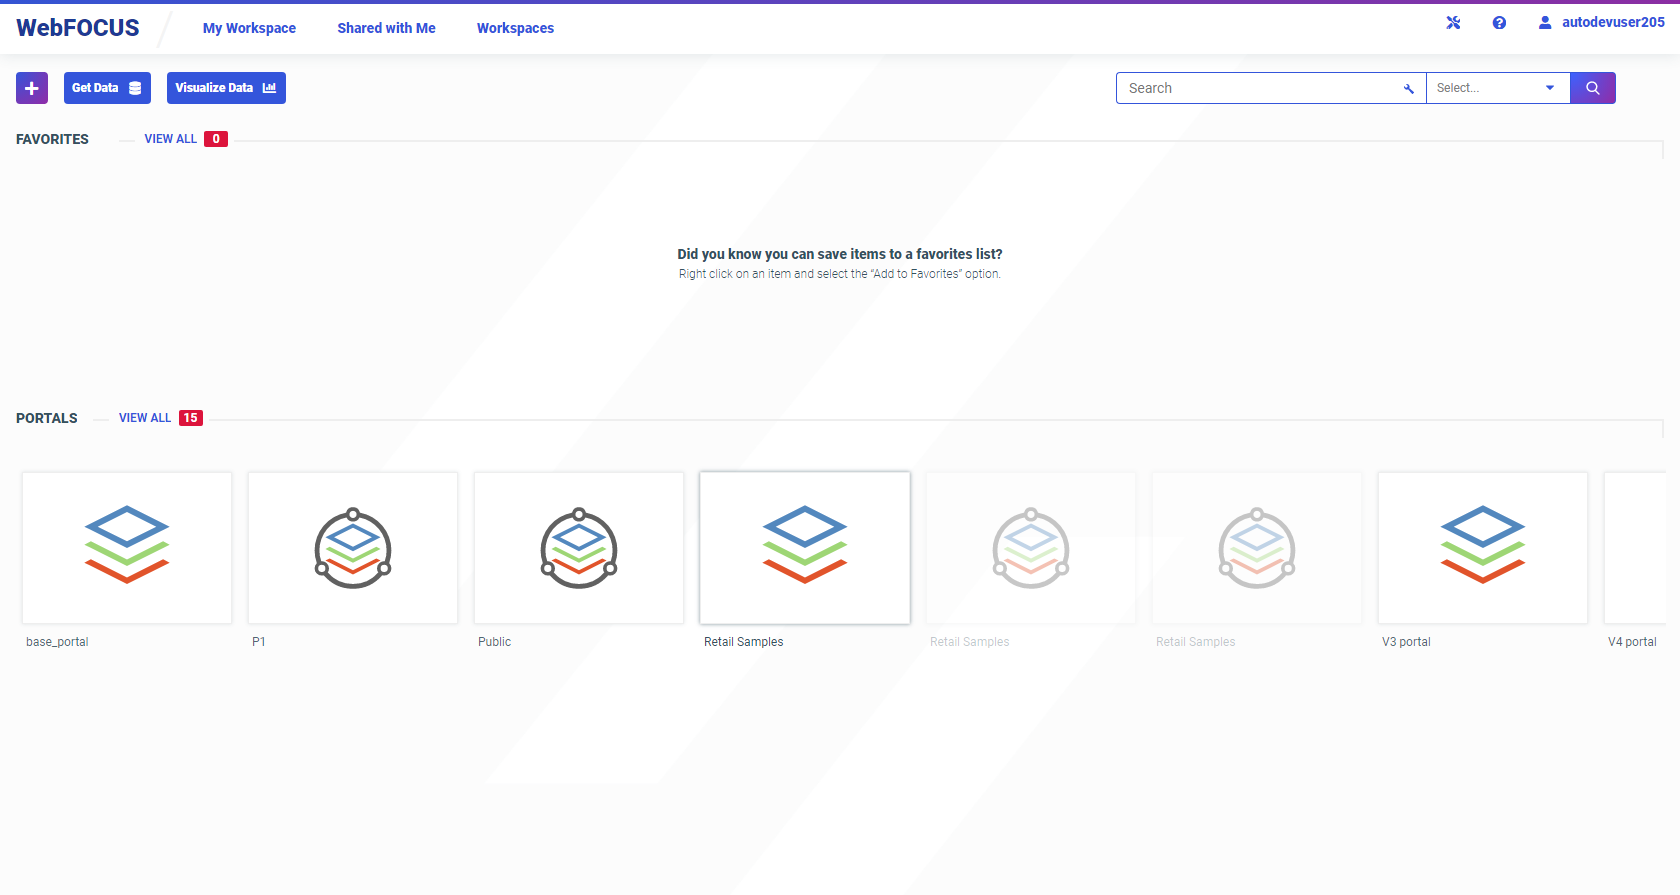 WebFOCUS
My Workspace
Shared with Me
Workspaces
autodevuser205
Get Data
Visualize Data
Search
Select...
FAVORITES
VIEW ALL 0
Did you know you can save items to a favorites list?
Right click on an item and select the “Add to Favorites” option.
PORTALS
VIEW ALL 15
base_portal
P1
Public
Retail Samples
Retail Samples
Retail Samples
V3 portal
V4 portal